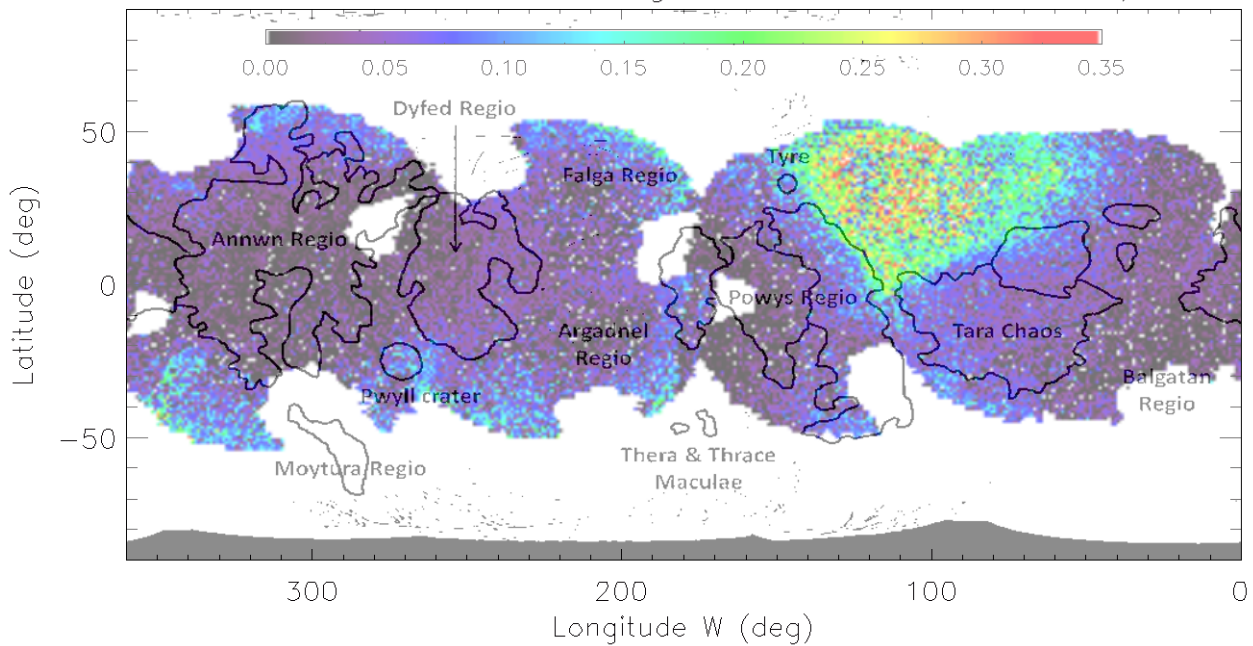 0.00 0.05 0.10 0.15 0.20 0.25 0.30 0.35
Dyfed Regio
50
Tyre
Falga Regio
Annwn Regio
0
Powys Regio
Argadnel
Regio
Tara Chaos
Pwyll crater
Balgatan
Regio
−50
Moytura Regio
Thera & Thrace
Maculae
Latitude (deg)
300 200 100 0
Longitude W (deg)